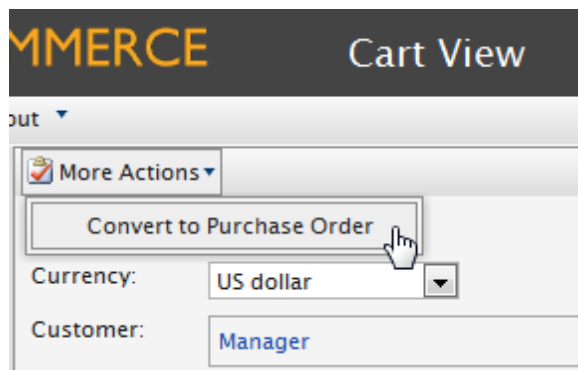 MMERCE Cart View
out
More Actions
Convert to Purchase Order
Currency: US dollar
Customer: Manager